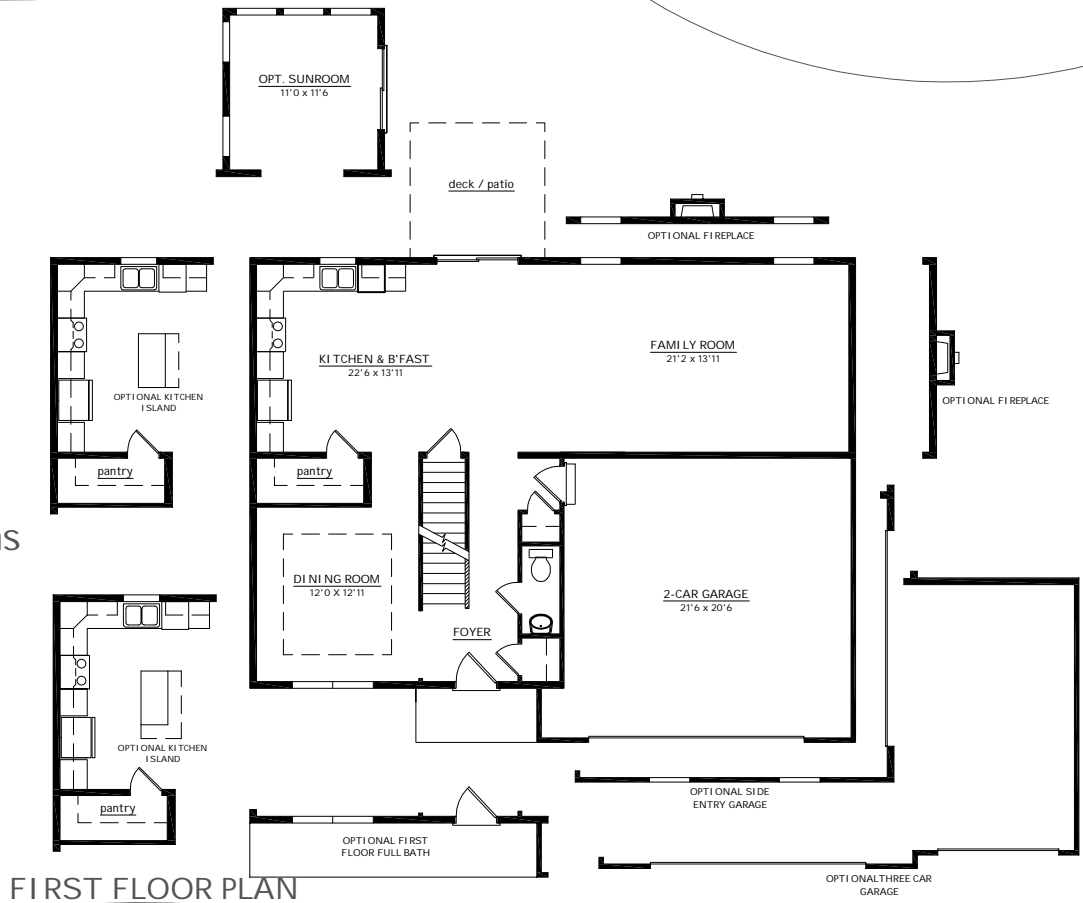 OPT. SUNROOM
11'0 x 11'6
deck / patio
OPTIONAL FIREPLACE
KITCHEN & B'FAST
22'6 x 13'11
FAMILY ROOM
21'2 x 13'11
OPTIONAL KITCHEN
ISLAND
OPTIONAL FIREPLACE
pantry
pantry
DINING ROOM
12'0 X 12'11
2-CAR GARAGE
21'6 x 20'6
FOYER
OPTIONAL KITCHEN
ISLAND
pantry
OPTIONAL SIDE
ENTRY GARAGE
OPTIONAL FIRST
FLOOR FULL BATH
OPTIONALTHREE CAR
GARAGE
FIRST FLOOR PLAN